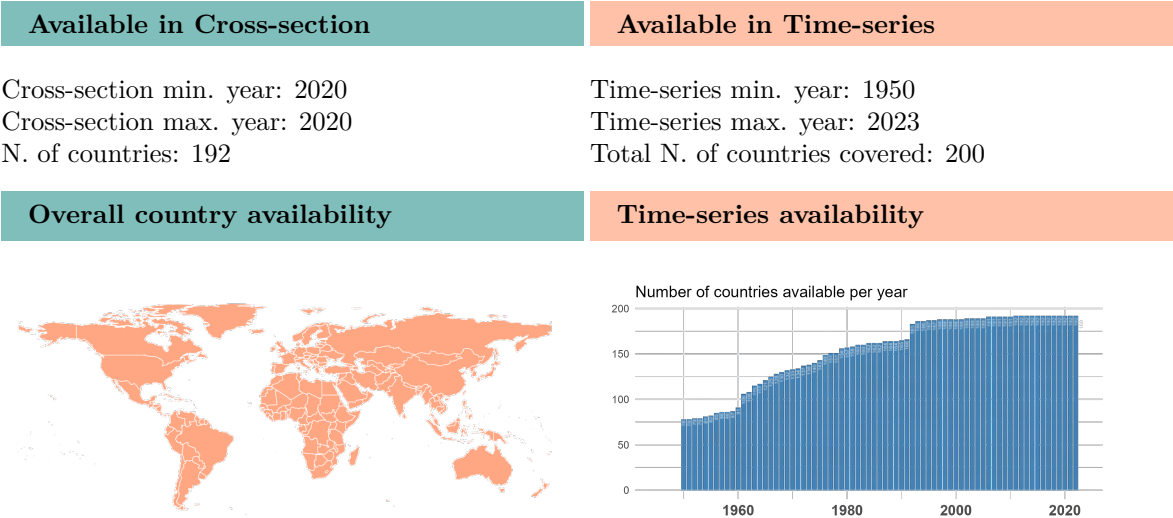 Available in Cross-section
Available in Time-series
Cross-section min. year: 2020
Cross-section max. year: 2020
N. of countries: 192
Time-series min. year: 1950
Time-series max. year: 2023
Total N. of countries covered: 200
Overall country availability
Time-series availability
Number of countries available per year
200
150
100
50
0
1960 1980 2000 2020